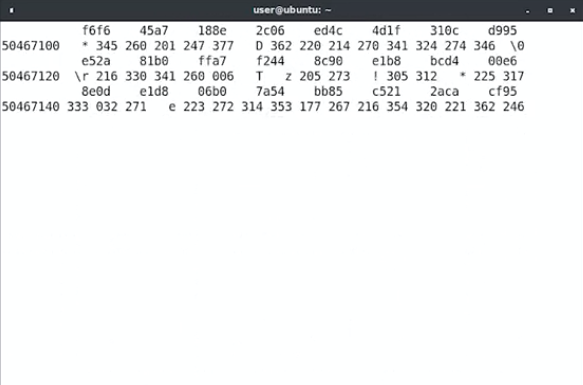 user@ubuntu: ~
f6f6 45a7 188e 2c06 ed4c 4d1f 310c d995
50467100 * 345 260 201 247 377 D 362 220 214 270 341 324 274 346 \0
e52a 81b0 ffa7 f244 8c90 e1b8 bcd4 00e6
50467120 \r 216 330 341 260 006 T z 205 273 ! 305 312 * 225 317
8e0d e1d8 06b0 7a54 bb85 c521 2aca cf95
50467140 333 032 271 e 223 272 314 353 177 267 216 354 320 221 362 246